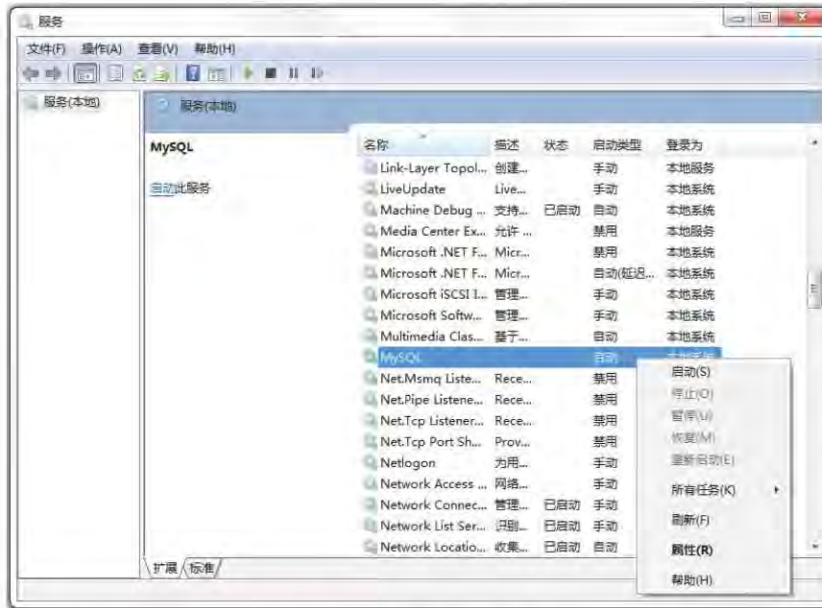 服务
文件(F) 操作(A) 查看(V) 帮助(H)
服务(本地)
服务(本地)
MySQL
启动此服务
名称 描述 状态 启动类型 登录为
Link-Layer Topol... 创建... 手动 本地服务
LiveUpdate Live... 手动 本地系统
Machine Debug ... 支持... 已启动 自动 本地系统
Media Center Ex... 允许 ... 禁用 本地服务
Microsoft .NET F... Micr... 禁用 本地系统
Microsoft .NET F... Micr... 自动(延迟... 本地系统
Microsoft iSCSI I... 管理... 手动 本地系统
Microsoft Softw... 管理... 手动 本地系统
Multimedia Clas... 基于... 自动 本地系统
MySQL 自动 本地系统
Net.Msmq Liste... Rece... 禁用
Net.Pipe Listene... Rece... 禁用
Net.Tcp Listener... Rece... 禁用
Net.Tcp Port Sh... Prov... 禁用
Netlogon 为用... 手动
Network Access ... 网络... 手动
Network Connec... 管理... 已启动 手动
Network List Ser... 识别... 已启动 手动
Network Locatio... 收集... 已启动 自动
启动(S)
停止(O)
暂停(U)
恢复(M)
重新启动(E)
所有任务(K)
刷新(F)
属性(R)
帮助(H)
扩展 标准